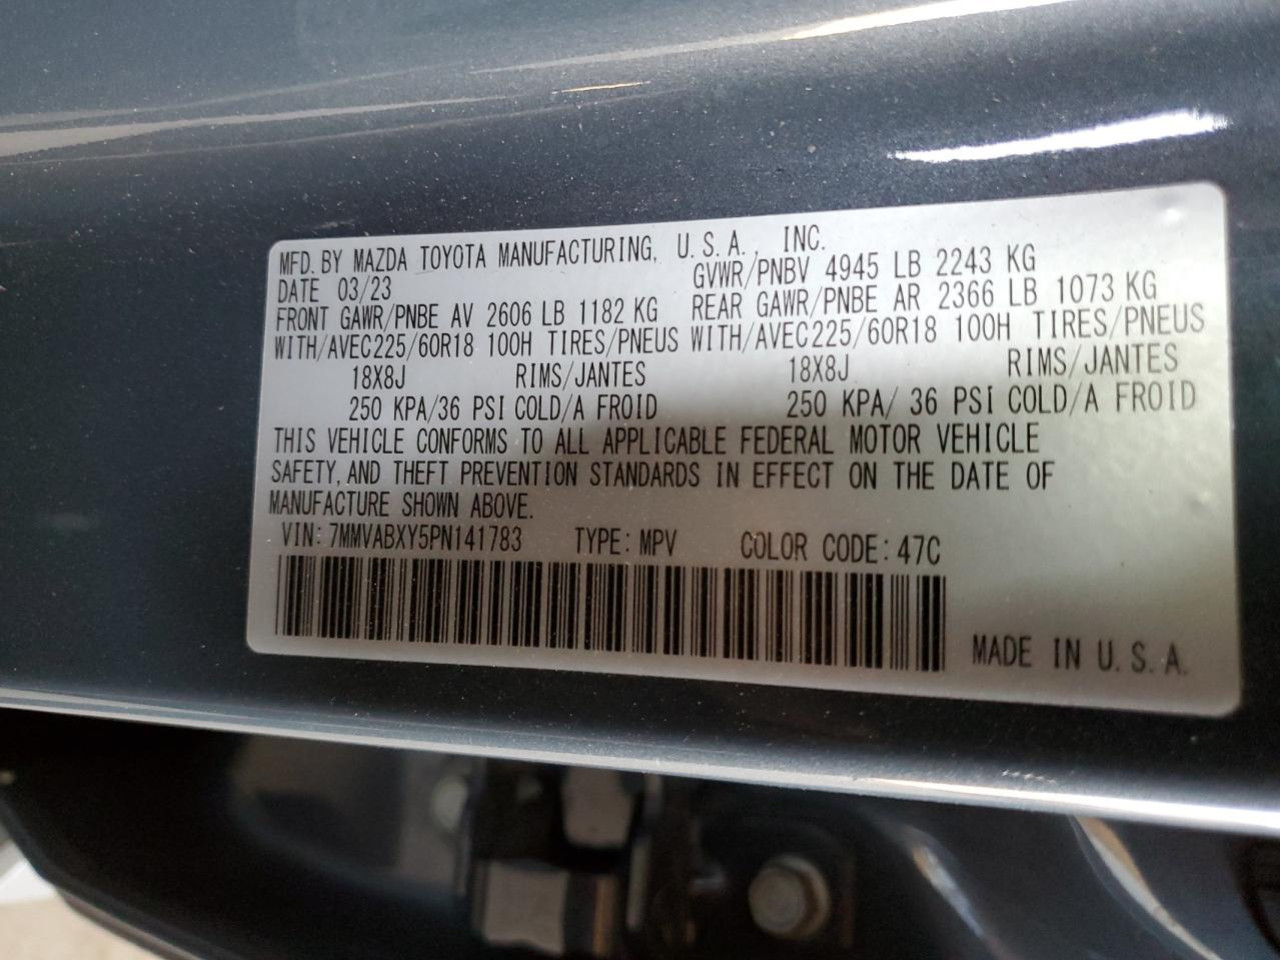 MFD. BY MAZDA TOYOTA MANUFACTURING, U.S.A., INC.
DATE 03/23 GVWR/PNBV 4945 LB 2243 KG
FRONT GAWR/PNBE AV 2606 LB 1182 KG REAR GAWR/PNBE AR 2366 LB 1073 KG
WITH/AVEC225/60R18 100H TIRES/PNEUS WITH/AVEC225/60R18 100H TIRES/PNEUS
18X8J RIMS/JANTES 18X8J RIMS/JANTES
250 KPA/36 PSI COLD/A FROID 250 KPA/ 36 PSI COLD/A FROID
THIS VEHICLE CONFORMS TO ALL APPLICABLE FEDERAL MOTOR VEHICLE
SAFETY, AND THEFT PREVENTION STANDARDS IN EFFECT ON THE DATE OF
MANUFACTURE SHOWN ABOVE.
VIN: 7MMVABXY5PN141783 TYPE: MPV COLOR CODE: 47C
MADE IN U.S.A.